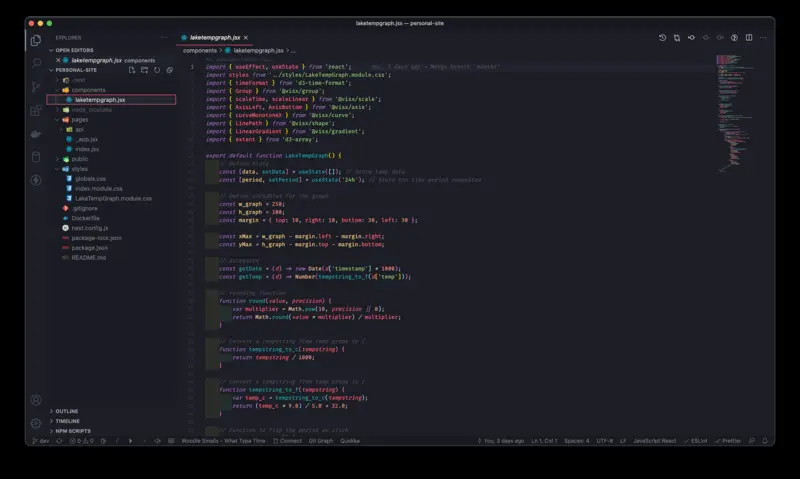 laketempgraph.jsx — personal-site
EXPLORER
OPEN EDITORS
laketempgraph.jsx components
PERSONAL-SITE
.next
components
laketempgraph.jsx
node_modules
pages
api
_app.jsx
index.jsx
public
styles
globals.css
index.module.css
LakeTempGraph.module.css
.gitignore
Dockerfile
next.config.js
package-lock.json
package.json
README.md
OUTLINE
TIMELINE
NPM SCRIPTS
laketempgraph.jsx
components > laketempgraph.jsx > ...
import { useEffect, useState } from 'react'; You, 3 days ago • Merge branch 'master'
import styles from '../styles/LakeTempGraph.module.css';
import { timeFormat } from 'd3-time-format';
import { Group } from '@visx/group';
import { scaleTime, scaleLinear } from '@visx/scale';
import { AxisLeft, AxisBottom } from '@visx/axis';
import { curveMonotoneX } from '@visx/curve';
import { LinePath } from '@visx/shape';
import { LinearGradient } from '@visx/gradient';
import { extent } from 'd3-array';
export default function LakeTempGraph() {
const [data, setData] = useState([]); // Store temp data
const [period, setPeriod] = useState('24h'); // Store the time period requested
// Define variables for the graph
const w_graph = 250;
const h_graph = 100;
const margin = { top: 10, right: 10, bottom: 30, left: 30 };
const xMax = w_graph - margin.left - margin.right;
const yMax = h_graph - margin.top - margin.bottom;
// accessors
const getDate = (d) => new Date(d['timestamp'] * 1000);
const getTemp = (d) => Number(tempstring_to_f(d['temp']));
// rounding function
function round(value, precision) {
var multiplier = Math.pow(10, precision || 0);
return Math.round(value * multiplier) / multiplier;
}
// Convert a tempstring from temp probe to C
function tempstring_to_c(tempstring) {
return tempstring / 1000;
}
// Convert a tempstring from temp probe to f
function tempstring_to_f(tempstring) {
var temp_c = tempstring_to_c(tempstring);
return (temp_c * 9.0) / 5.0 + 32.0;
}
// Function to flip the period on click
dev 0 0 Woodie Smalls - What Type Time Connect Git Graph Quokka You, 3 days ago Ln 1, Col 1 Spaces: 4 UTF-8 LF JavaScript React ESLint Prettier